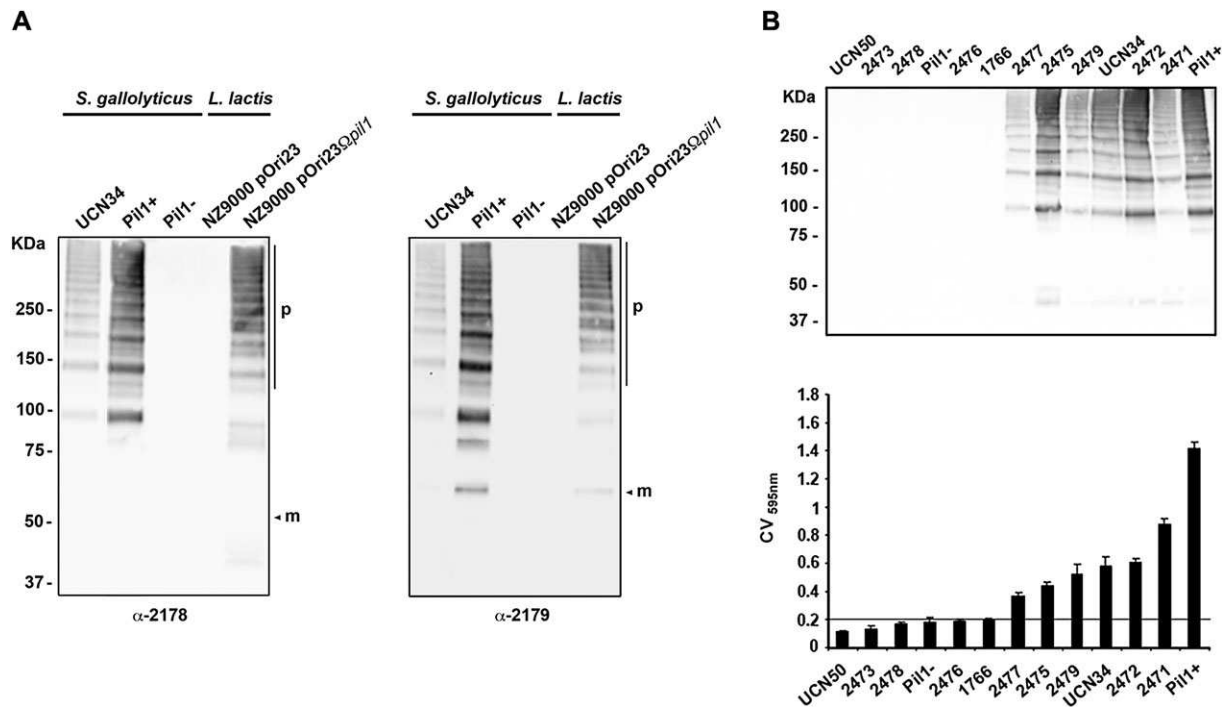 A
S. gallolyticus
L. lactis
UCN34
Pil1+
Pil1-
NZ9000 pOri23
NZ9000 pOri23Ωpil1
KDa
250 -
150 -
100 -
75 -
50 -
37 -
p
m
α-2178
S. gallolyticus
L. lactis
UCN34
Pil1+
Pil1-
NZ9000 pOri23
NZ9000 pOri23Ωpil1
p
m
α-2179
B
UCN50
2473
2478
Pil1-
2476
1766
2477
2475
2479
UCN34
2472
2471
Pil1+
KDa
250 -
150 -
100 -
75 -
50 -
37 -
CV 595nm
1.8
1.6
1.4
1.2
1
0.8
0.6
0.4
0.2
0
UCN50
2473
2478
Pil1-
2476
1766
2477
2475
2479
UCN34
2472
2471
Pil1+